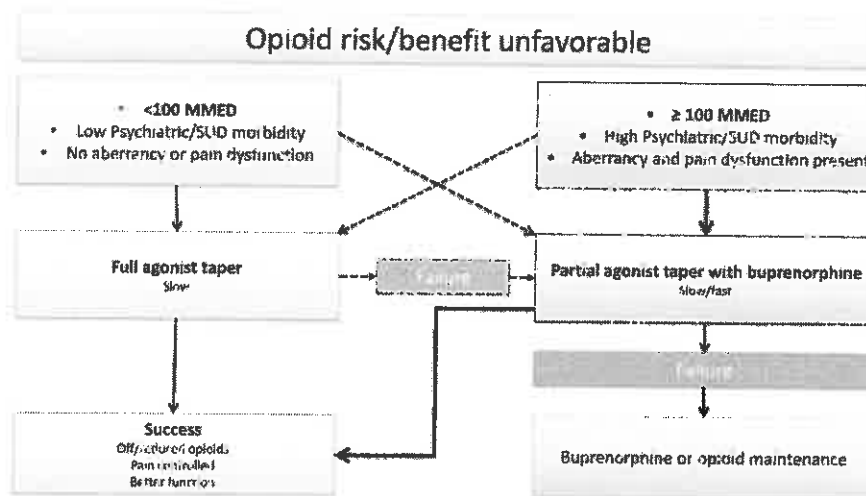 Opioid risk/benefit unfavorable
• <100 MMED
• Low Psychiatric/SUD morbidity
• No aberrancy or pain dysfunction
• ≥ 100 MMED
• High Psychiatric/SUD morbidity
• Aberrancy and pain dysfunction present
Full agonist taper
Slow
Failure
Partial agonist taper with buprenorphine
Slow/fast
Failure
Success
opioids
Pain controlled
Better function
Buprenorphine or opioid maintenance